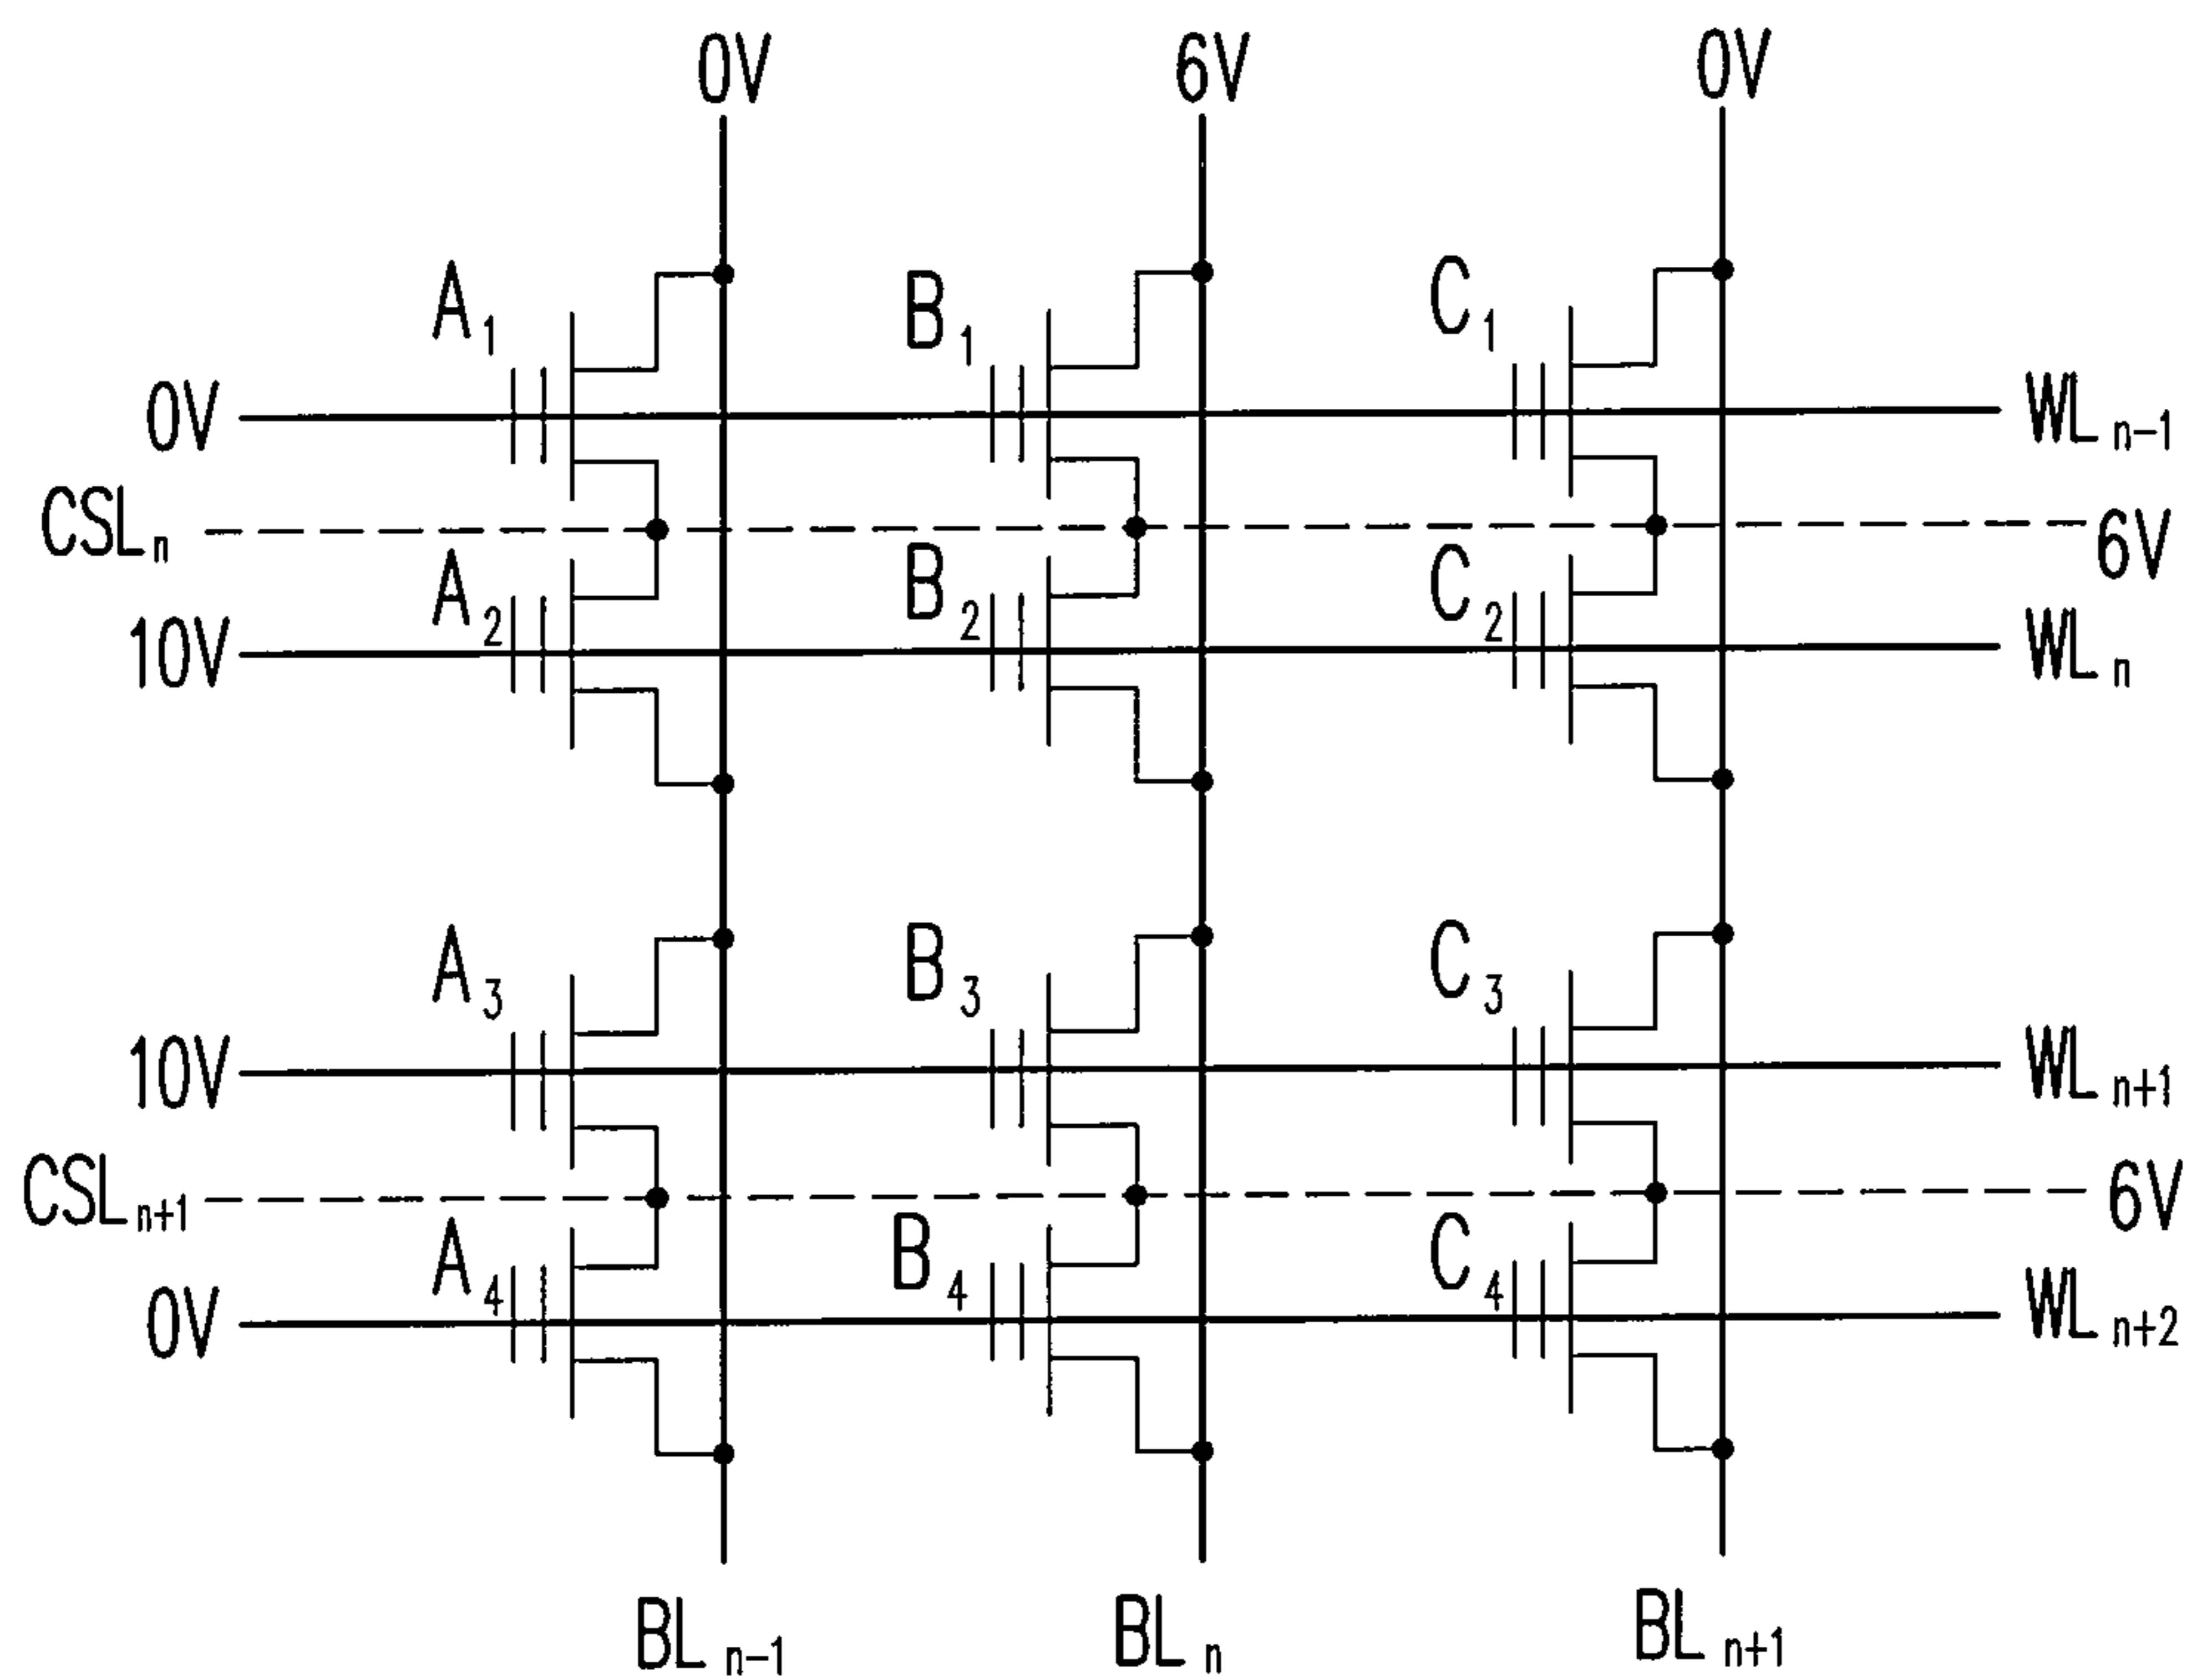 0V 6V 0V
A1 B1 C1
0V WLn-1
CSLn 6V
A2 B2 C2
10V WLn
A3 B3 C3
10V WLn+1
CSLn+1 6V
A4 B4 C4
0V WLn+2
BLn-1 BLn BLn+1